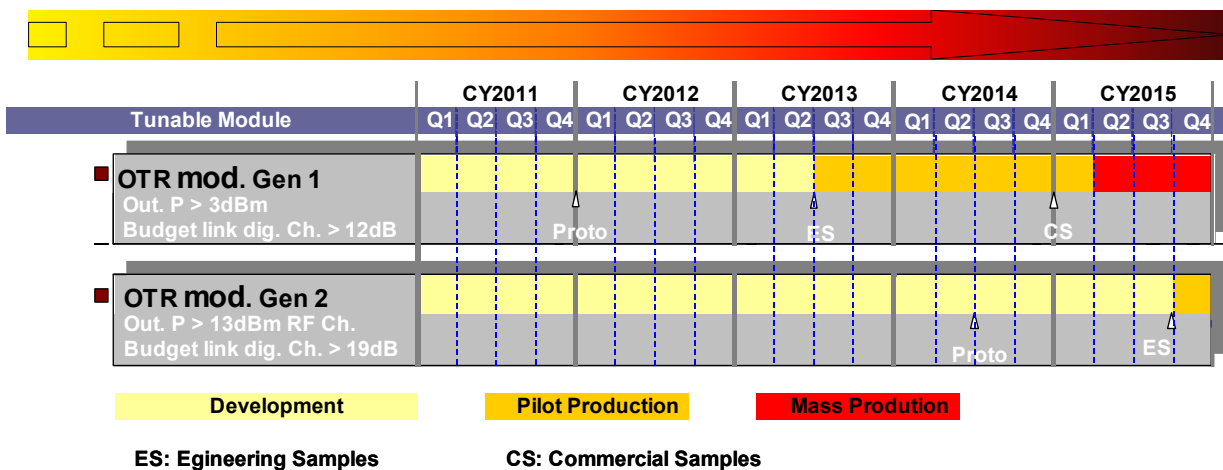 CY2011 CY2012 CY2013 CY2014 CY2015
Tunable Module Q1 Q2 Q3 Q4 Q1 Q2 Q3 Q4 Q1 Q2 Q3 Q4 Q1 Q2 Q3 Q4 Q1 Q2 Q3 Q4
OTR mod. Gen 1
Out. P > 3dBm
Budget link dig. Ch. > 12dB
Proto ES CS
OTR mod. Gen 2
Out. P > 13dBm RF Ch.
Budget link dig. Ch. > 19dB
Proto ES
Development Pilot Production Mass Prodution
ES: Egineering Samples CS: Commercial Samples